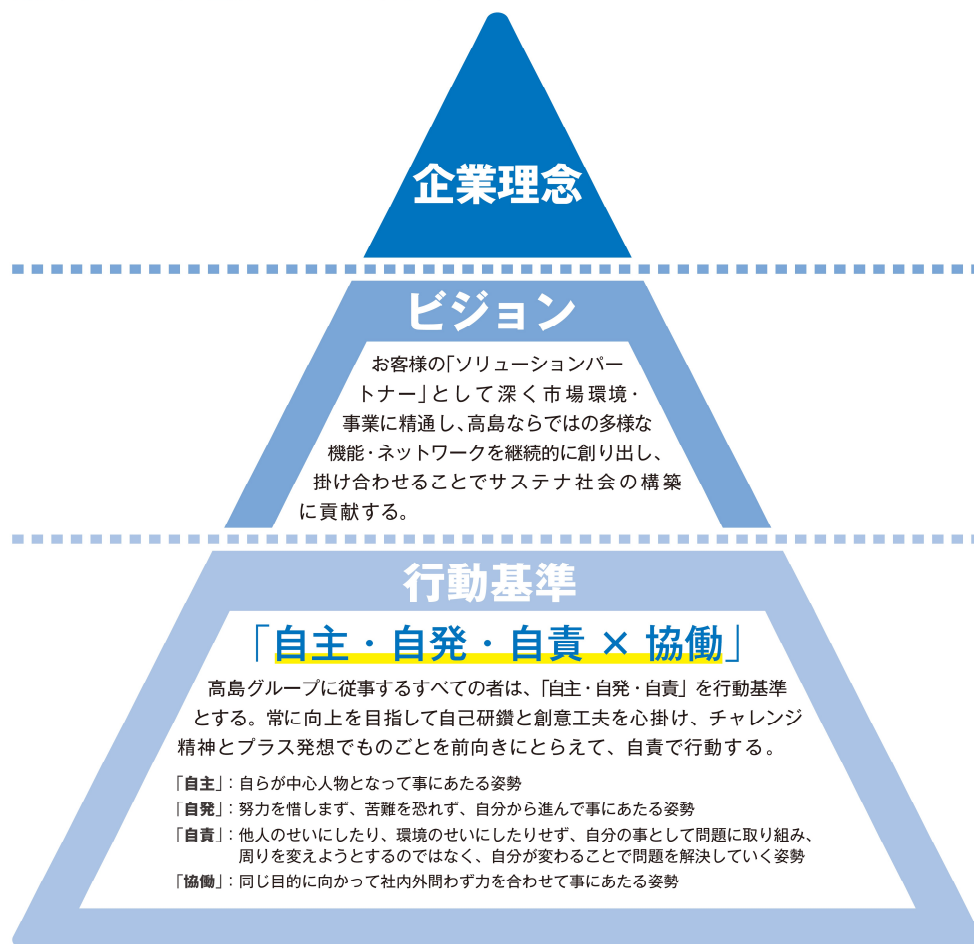 企業理念
ビジョン
お客様の「ソリューションパー
トナー」として深く市場環境・
事業に精通し、高島ならではの多様な
機能・ネットワークを継続的に創り出し、
掛け合わせることでサステナ社会の構築
に貢献する。
行動基準
「自主・自発・自責 × 協働」
高島グループに従事するすべての者は、「自主・自発・自責」を行動基準
とする。常に向上を目指して自己研鑽と創意工夫を心掛け、チャレンジ
精神とプラス発想でものごとを前向きにとらえて、自責で行動する。
「自主」：自らが中心人物となって事にあたる姿勢
「自発」：努力を惜しまず、苦難を恐れず、自分から進んで事にあたる姿勢
「自責」：他人のせいにしたり、環境のせいにしたりせず、自分の事として問題に取り組み、
周りを変えようとするのではなく、自分が変わることで問題を解決していく姿勢
「協働」：同じ目的に向かって社内外問わず力を合わせて事にあたる姿勢